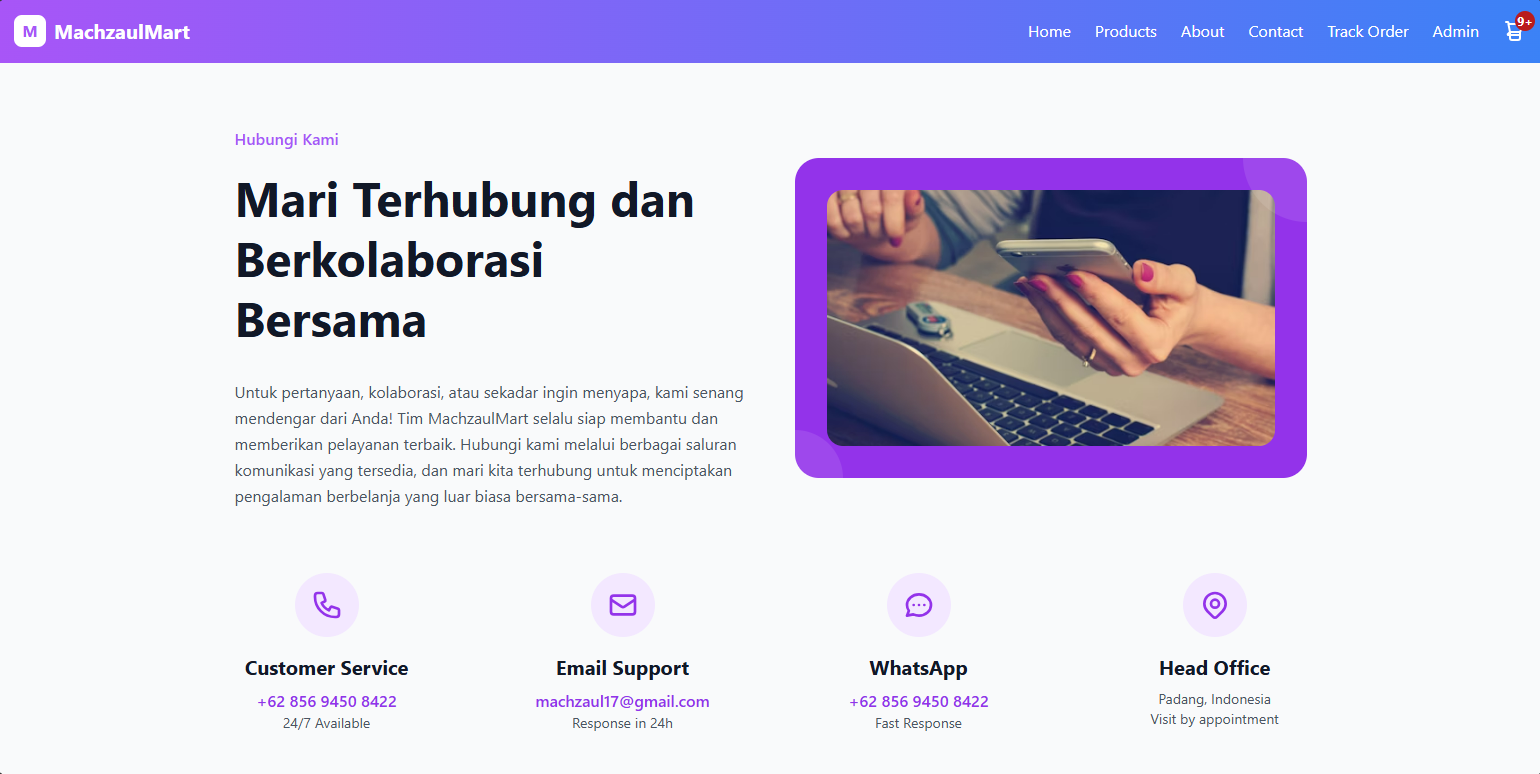 M MachzaulMart
Home Products About Contact Track Order Admin 9+
Hubungi Kami
Mari Terhubung dan
Berkolaborasi
Bersama
Untuk pertanyaan, kolaborasi, atau sekadar ingin menyapa, kami senang
mendengar dari Anda! Tim MachzaulMart selalu siap membantu dan
memberikan pelayanan terbaik. Hubungi kami melalui berbagai saluran
komunikasi yang tersedia, dan mari kita terhubung untuk menciptakan
pengalaman berbelanja yang luar biasa bersama-sama.
Customer Service
+62 856 9450 8422
24/7 Available
Email Support
machzaul17@gmail.com
Response in 24h
WhatsApp
+62 856 9450 8422
Fast Response
Head Office
Padang, Indonesia
Visit by appointment